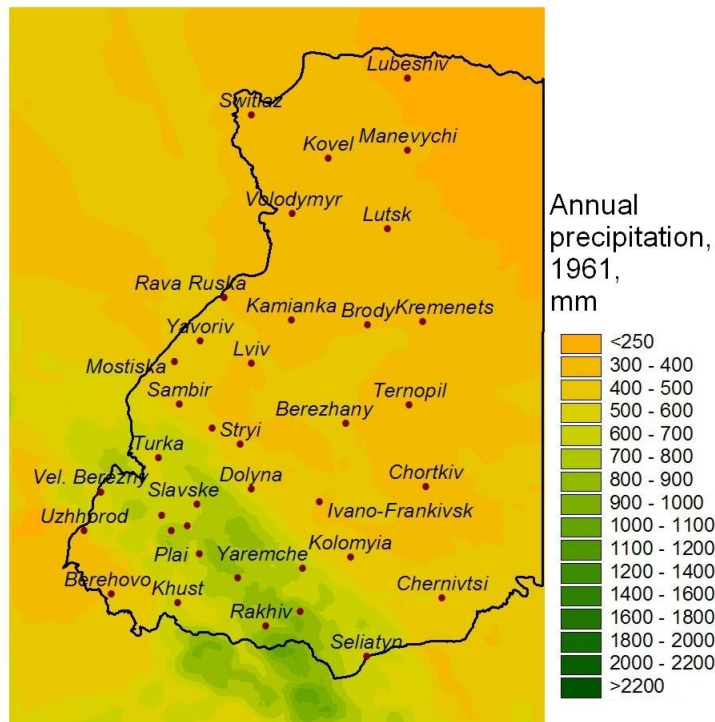 Lubeshiv
Switiaz
Manevychi
Kovel
Volodymyr
Lutsk
Annual
precipitation,
1961,
mm
Rava Ruska
Kamianka
Brody
Kremenets
Yavoriv
Lviv
Mostiska
Sambir
Ternopil
Berezhany
Stryi
Turka
Vel. Berezny
Dolyna
Chortkiv
Slavske
Ivano-Frankivsk
Uzhhorod
Plai
Yaremche
Kolomyia
Berehovo
Khust
Chernivtsi
Rakhiv
Seliatyn
<250
300 - 400
400 - 500
500 - 600
600 - 700
700 - 800
800 - 900
900 - 1000
1000 - 1100
1100 - 1200
1200 - 1400
1400 - 1600
1600 - 1800
1800 - 2000
2000 - 2200
>2200